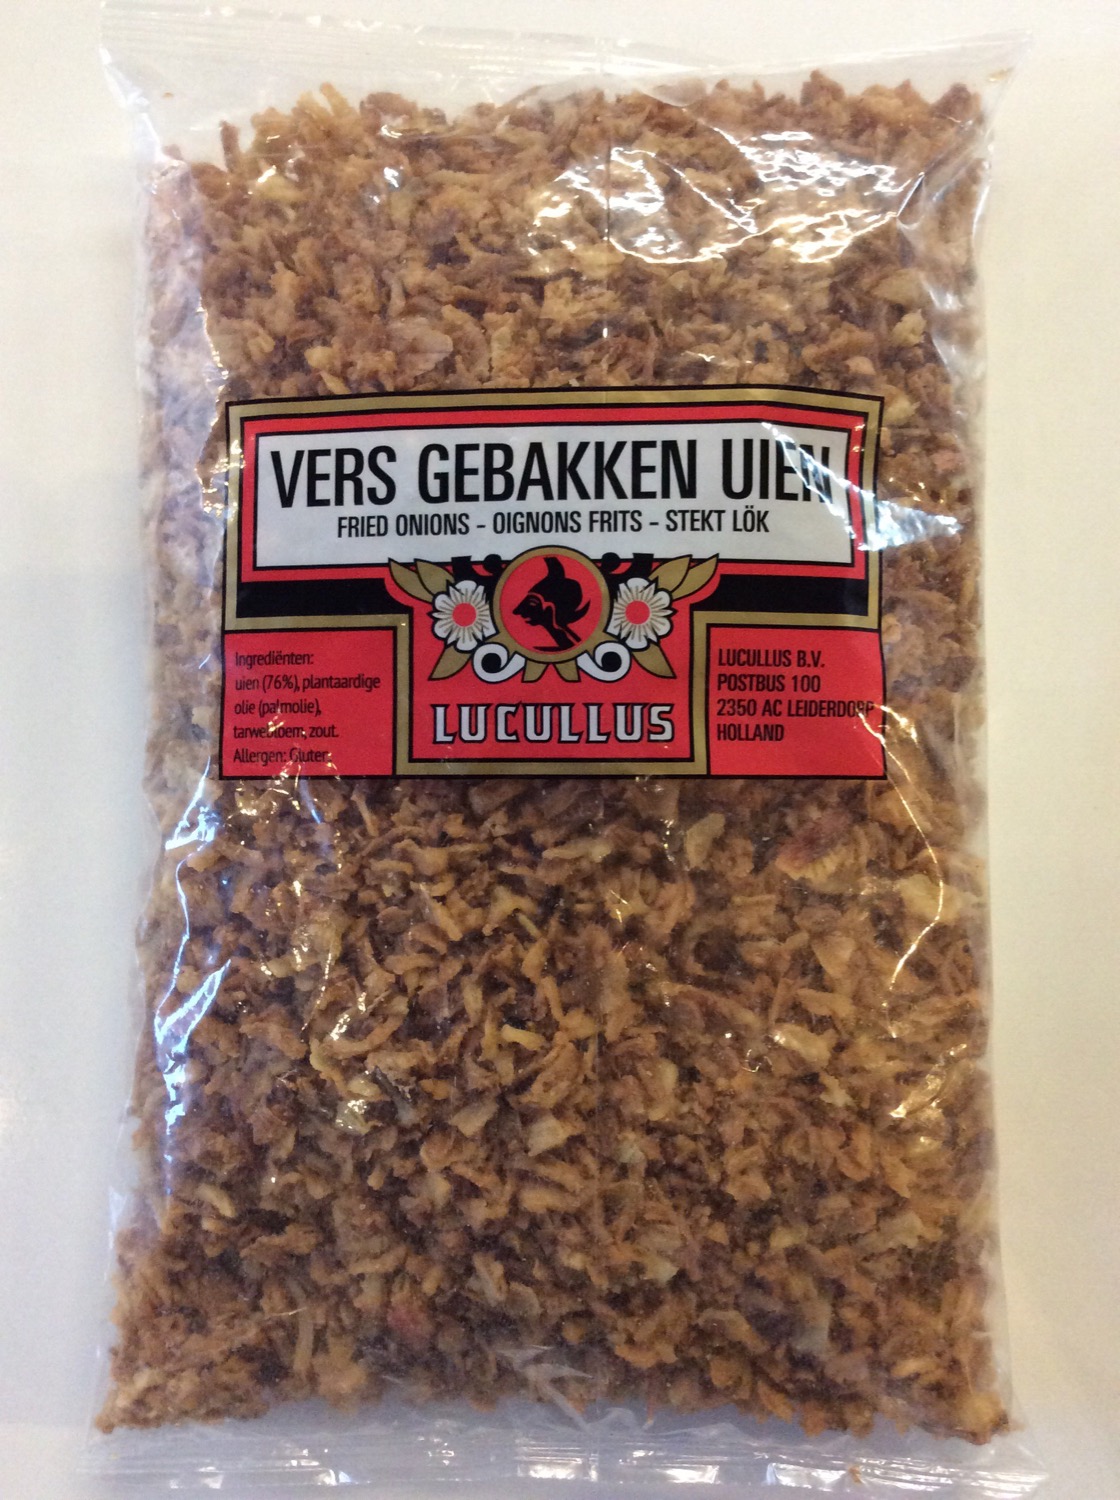 VERS GEBAKKEN UIEN
FRIED ONIONS - OIGNONS FRITS - STEKT LÖK
Ingrediënten:
uien (76%), plantaardige
olie (palmolie),
tarwebloem, zout.
Allergen: Gluten
LUCULLUS
LUCULLUS B.V.
POSTBUS 100
2350 AC LEIDERDORP
HOLLAND